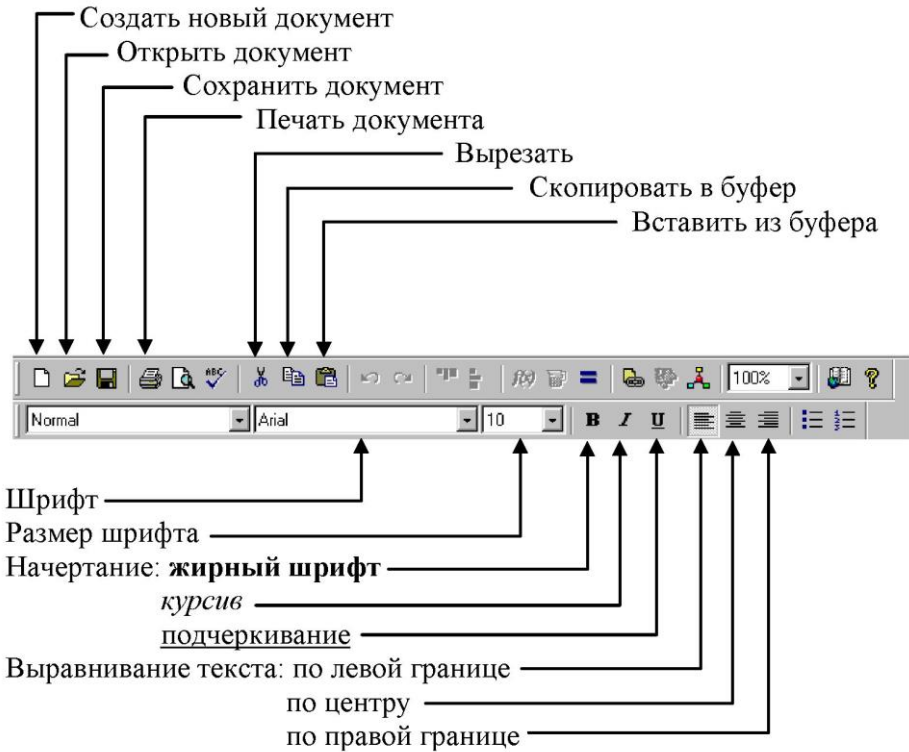 Создать новый документ
Открыть документ
Сохранить документ
Печать документа
Вырезать
Скопировать в буфер
Вставить из буфера
ABC f(x) 100% ?
Normal Arial 10 B I U
Шрифт
Размер шрифта
Начертание: жирный шрифт
курсив
подчеркивание
Выравнивание текста: по левой границе
по центру
по правой границе